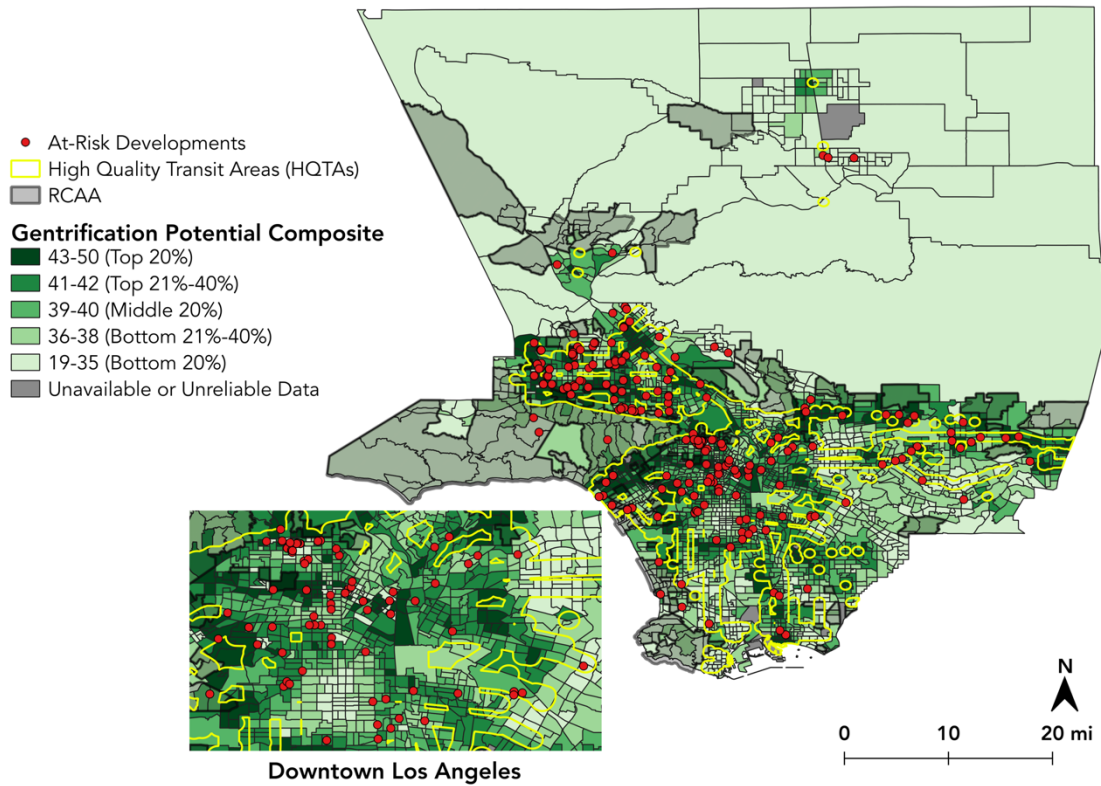 At-Risk Developments
High Quality Transit Areas (HQTAs)
RCAA
Gentrification Potential Composite
43-50 (Top 20%)
41-42 (Top 21%-40%)
39-40 (Middle 20%)
36-38 (Bottom 21%-40%)
19-35 (Bottom 20%)
Unavailable or Unreliable Data
Downtown Los Angeles
N
0 10 20 mi